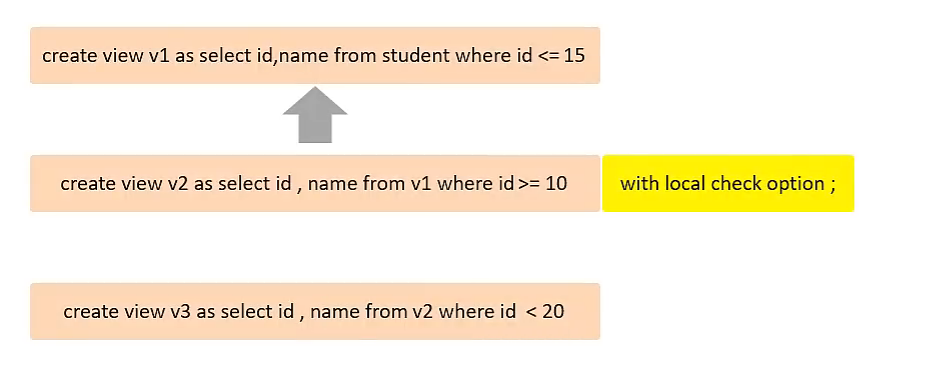 create view v1 as select id,name from student where id <= 15
create view v2 as select id , name from v1 where id >= 10 with local check option ;
create view v3 as select id , name from v2 where id < 20